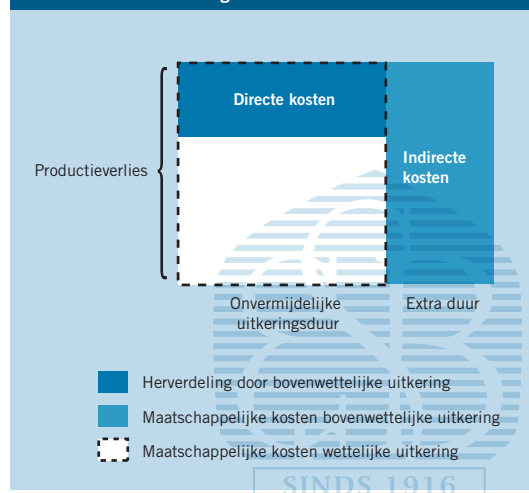 Directe kosten
Indirecte
kosten
Productieverlies
Onvermijdelijke
uitkeringsduur
Extra duur
Herverdeling door bovenwettelijke uitkering
Maatschappelijke kosten bovenwettelijke uitkering
Maatschappelijke kosten wettelijke uitkering
SINDS 1916